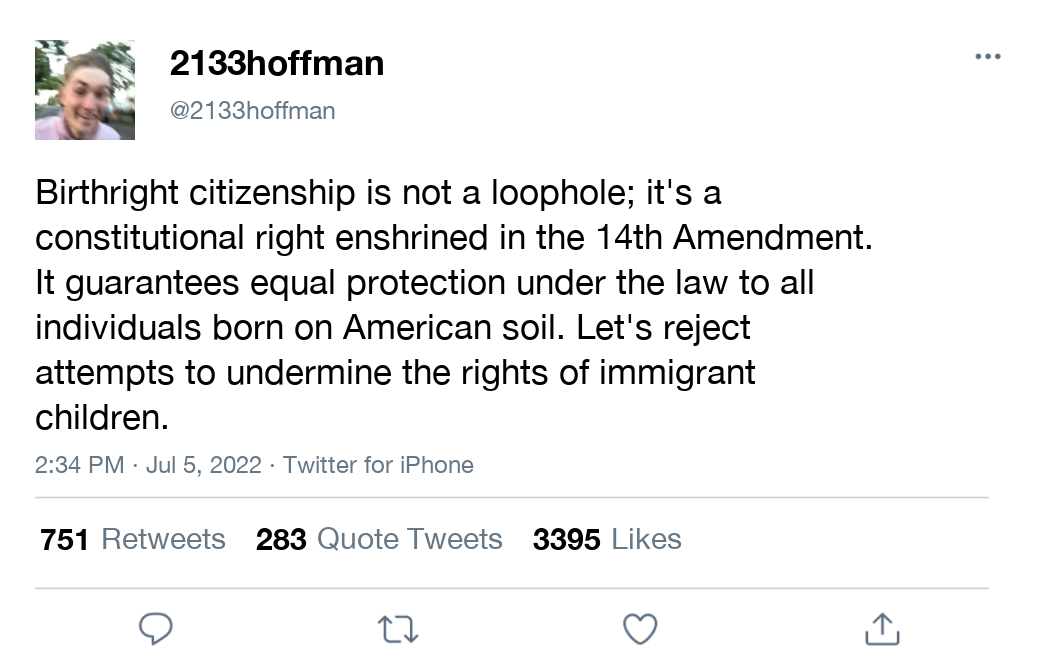 2133hoffman
@2133hoffman
Birthright citizenship is not a loophole; it's a
constitutional right enshrined in the 14th Amendment.
It guarantees equal protection under the law to all
individuals born on American soil. Let's reject
attempts to undermine the rights of immigrant
children.
2:34 PM · Jul 5, 2022 · Twitter for iPhone
751 Retweets 283 Quote Tweets 3395 Likes